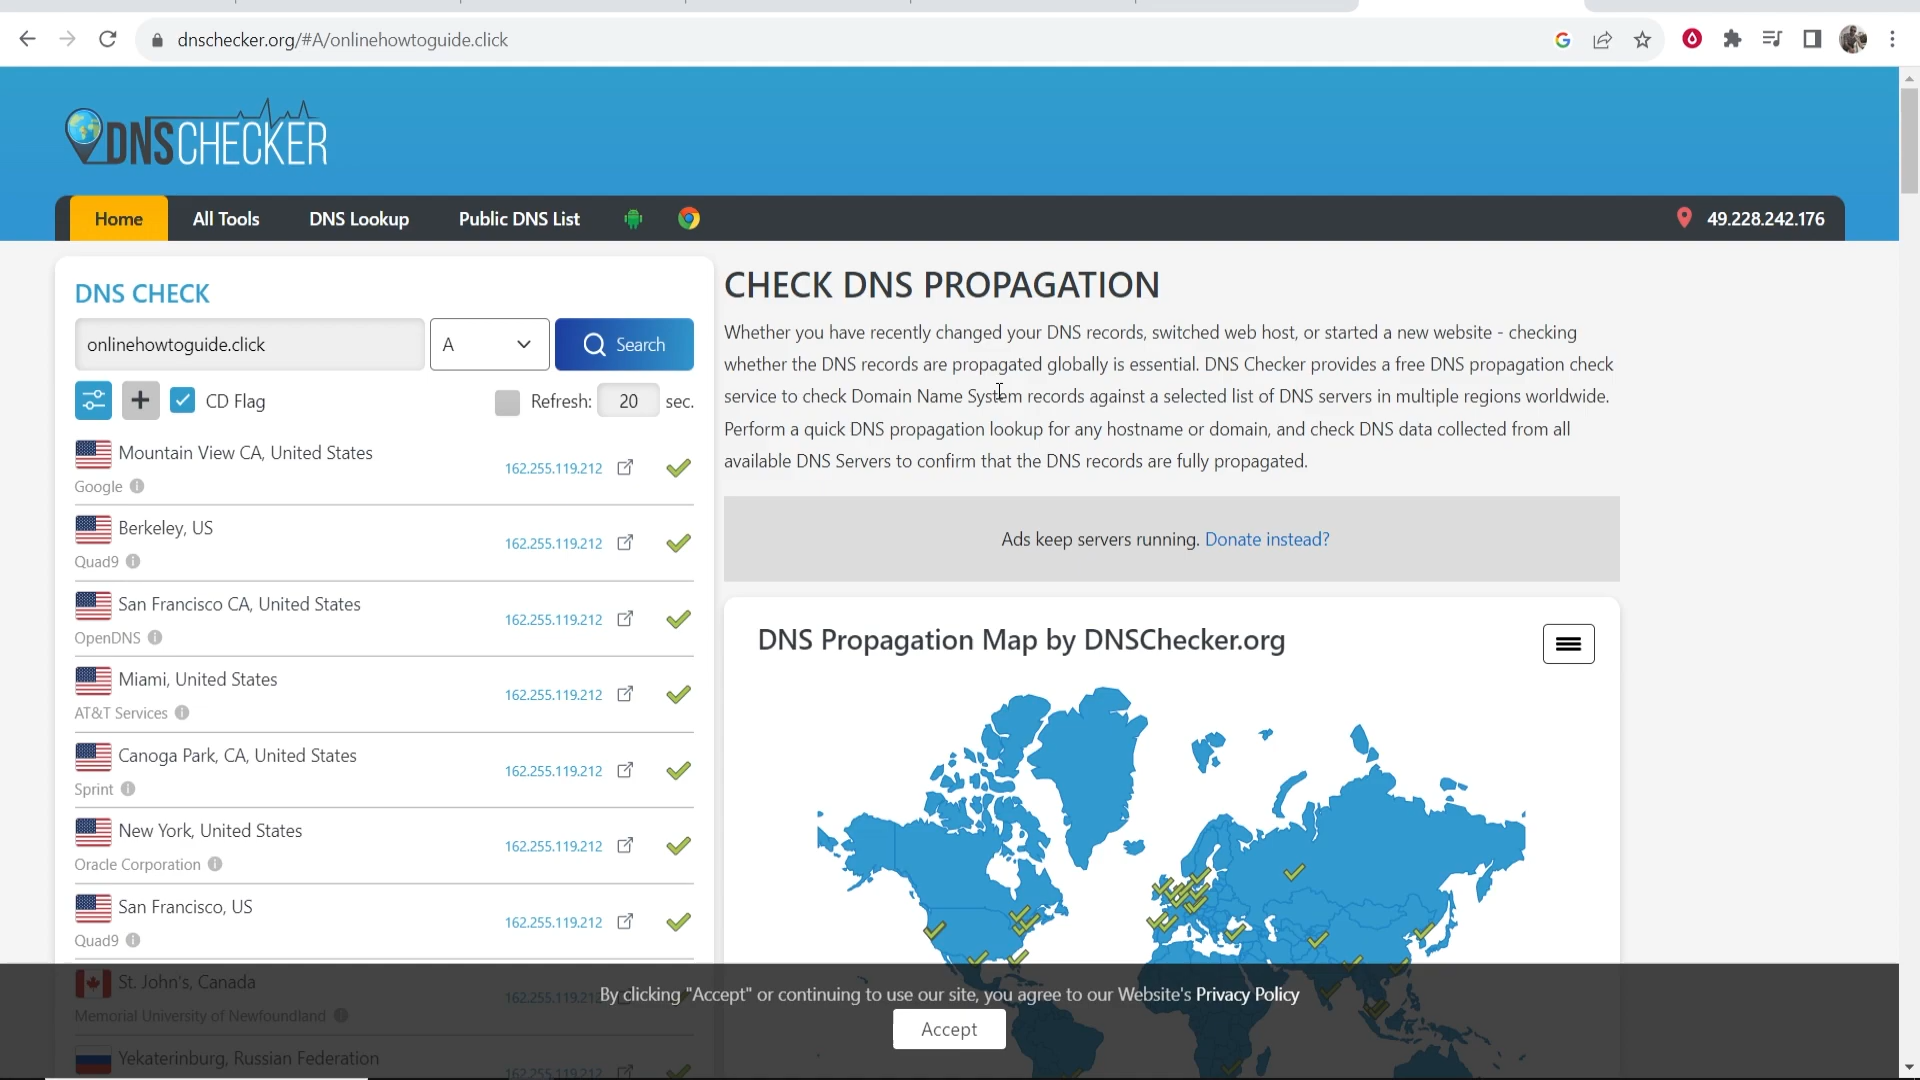 dnschecker.org/#A/onlinehowtoguide.click
DNSCHECKER
Home All Tools DNS Lookup Public DNS List 49.228.242.176
DNS CHECK
onlinehowtoguide.click A Search
CD Flag Refresh: 20 sec.
Mountain View CA, United States
Google
162.255.119.212
Berkeley, US
Quad9
162.255.119.212
San Francisco CA, United States
OpenDNS
162.255.119.212
Miami, United States
AT&T Services
162.255.119.212
Canoga Park, CA, United States
Sprint
162.255.119.212
New York, United States
Oracle Corporation
162.255.119.212
San Francisco, US
Quad9
162.255.119.212
St. John's, Canada
Memorial University of Newfoundland
162.255.119.212
Yekaterinburg, Russian Federation
162.255.119.212
CHECK DNS PROPAGATION
Whether you have recently changed your DNS records, switched web host, or started a new website - checking
whether the DNS records are propagated globally is essential. DNS Checker provides a free DNS propagation check
service to check Domain Name System records against a selected list of DNS servers in multiple regions worldwide.
Perform a quick DNS propagation lookup for any hostname or domain, and check DNS data collected from all
available DNS Servers to confirm that the DNS records are fully propagated.
Ads keep servers running. Donate instead?
DNS Propagation Map by DNSChecker.org
By clicking "Accept" or continuing to use our site, you agree to our Website's Privacy Policy
Accept